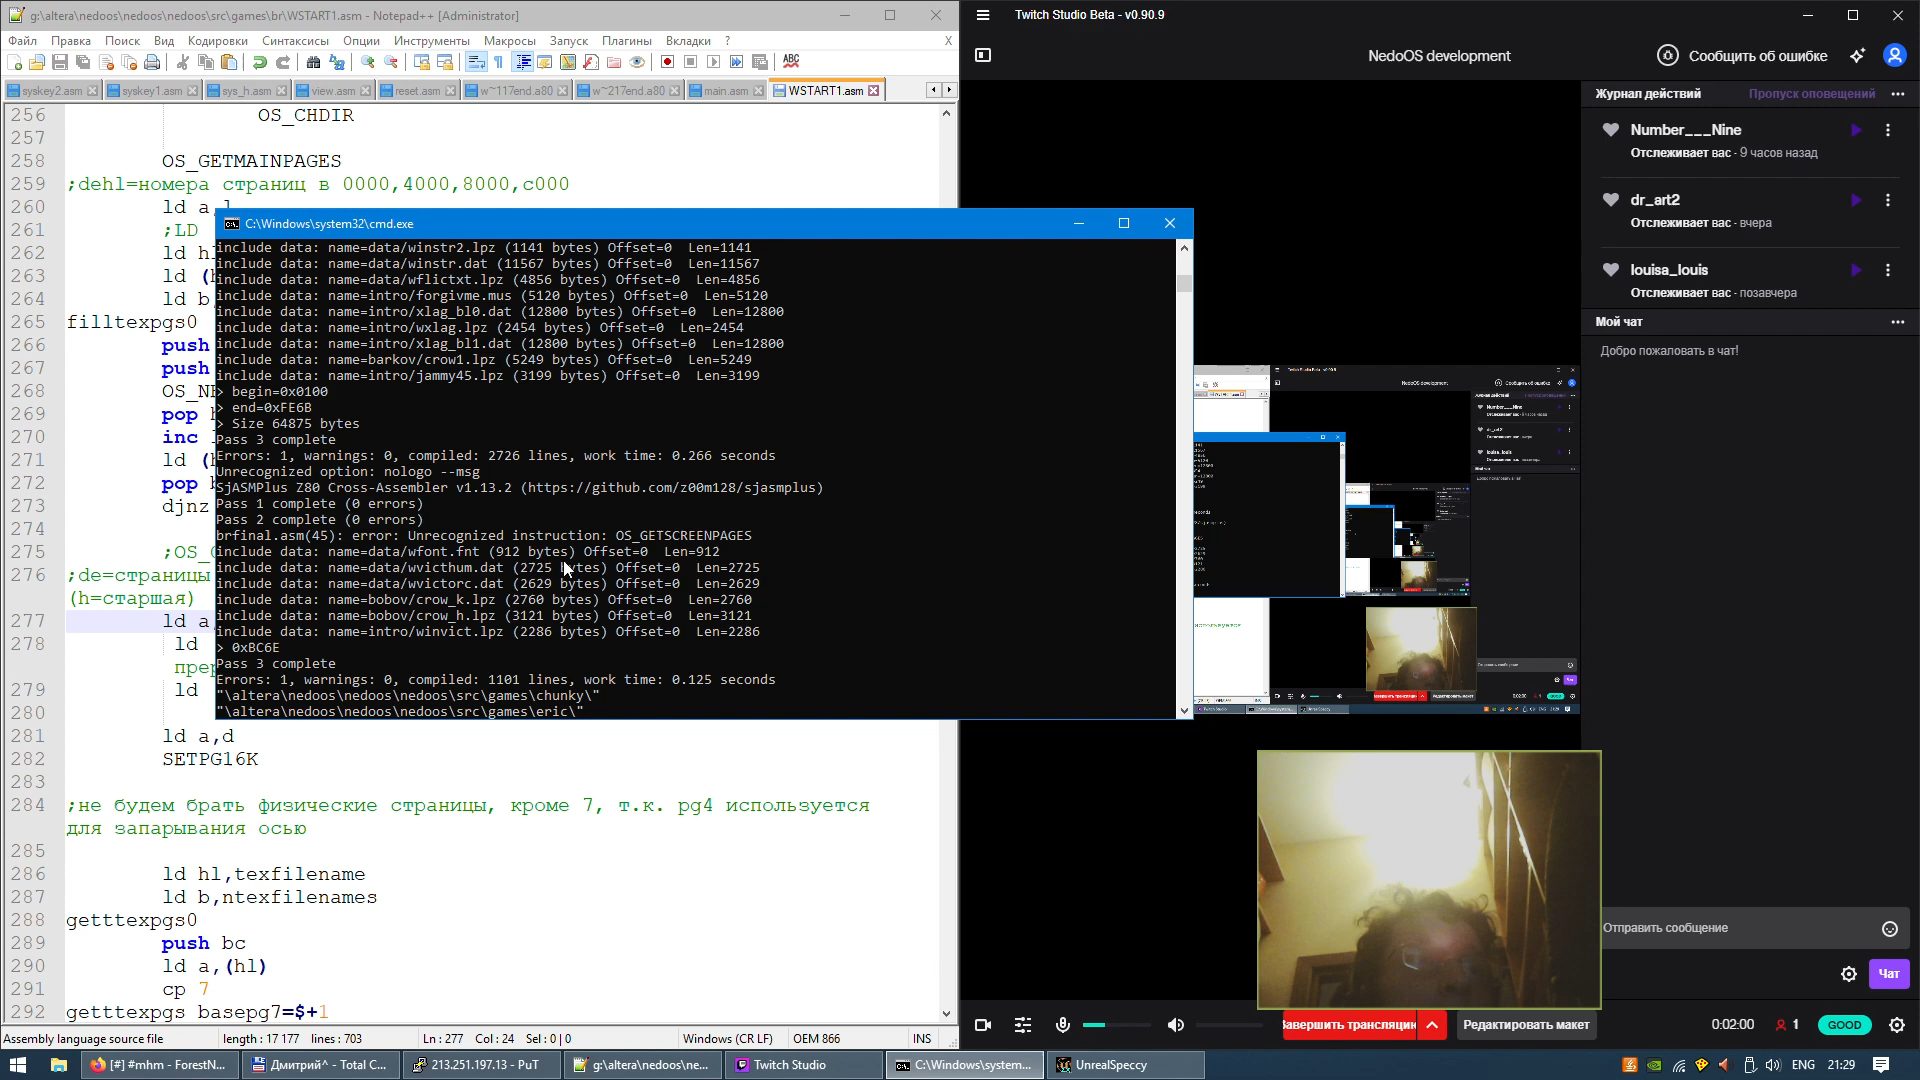 g:\altera\nedoos\nedoos\nedoos\src\games\br\WSTART1.asm - Notepad++ [Administrator]
Файл Правка Поиск Вид Кодировки Синтаксисы Опции Инструменты Макросы Запуск Плагины Вкладки ? X
syskey2.asm syskey1.asm sys_h.asm view.asm reset.asm w~117end.a80 w~217end.a80 main.asm WSTART1.asm
256 OS_CHDIR
257
258 OS_GETMAINPAGES
259 ;dehl=номера страниц в 0000,4000,8000,c000
260 ld a,l
261 ;LD
262 ld h
263 ld (h
264 ld b
265 filltexpgs0
266 push
267 push
268 OS_NE
269 pop h
270 inc
271 ld (h
272 pop b
273 djnz
274
275 ;OS_
276 ;de=страницы
(h=старшая)
277 ld a
278 ld
пре
279 ld
280
281 ld a,d
282 SETPG16K
283
284 ;не будем брать физические страницы, кроме 7, т.к. pg4 используется
для запарывания осью
285
286 ld hl,texfilename
287 ld b,ntexfilenames
288 getttexpgs0
289 push bc
290 ld a,(hl)
291 cp 7
292 getttexpgs basepg7=$+1
Assembly language source file length : 17 177 lines : 703 Ln : 277 Col : 24 Sel : 0 | 0 Windows (CR LF) OEM 866 INS
C:\Windows\system32\cmd.exe
include data: name=data/winstr2.lpz (1141 bytes) Offset=0 Len=1141
include data: name=data/winstr.dat (11567 bytes) Offset=0 Len=11567
include data: name=data/wflictxt.lpz (4856 bytes) Offset=0 Len=4856
include data: name=intro/forgivme.mus (5120 bytes) Offset=0 Len=5120
include data: name=intro/xlag_bl0.dat (12800 bytes) Offset=0 Len=12800
include data: name=intro/wxlag.lpz (2454 bytes) Offset=0 Len=2454
include data: name=intro/xlag_bl1.dat (12800 bytes) Offset=0 Len=12800
include data: name=barkov/crow1.lpz (5249 bytes) Offset=0 Len=5249
include data: name=intro/jammy45.lpz (3199 bytes) Offset=0 Len=3199
> begin=0x0100
> end=0xFE6B
> Size 64875 bytes
Pass 3 complete
Errors: 1, warnings: 0, compiled: 2726 lines, work time: 0.266 seconds
Unrecognized option: nologo --msg
SjASMPlus Z80 Cross-Assembler v1.13.2 (https://github.com/z00m128/sjasmplus)
Pass 1 complete (0 errors)
Pass 2 complete (0 errors)
brfinal.asm(45): error: Unrecognized instruction: OS_GETSCREENPAGES
include data: name=data/wfont.fnt (912 bytes) Offset=0 Len=912
include data: name=data/wvicthum.dat (2725 bytes) Offset=0 Len=2725
include data: name=data/wvictorc.dat (2629 bytes) Offset=0 Len=2629
include data: name=bobov/crow_k.lpz (2760 bytes) Offset=0 Len=2760
include data: name=bobov/crow_h.lpz (3121 bytes) Offset=0 Len=3121
include data: name=intro/winvict.lpz (2286 bytes) Offset=0 Len=2286
> 0xBC6E
Pass 3 complete
Errors: 1, warnings: 0, compiled: 1101 lines, work time: 0.125 seconds
"\altera\nedoos\nedoos\nedoos\src\games\chunky\"
"\altera\nedoos\nedoos\nedoos\src\games\eric\"
Twitch Studio Beta - v0.90.9
NedoOS development
Сообщить об ошибке
Журнал действий Пропуск оповещений
Number___Nine
Отслеживает вас - 9 часов назад
dr_art2
Отслеживает вас - вчера
louisa_louis
Отслеживает вас - позавчера
Мой чат
Добро пожаловать в чат!
Отправить сообщение
Чат
Завершить трансляцию
Редактировать макет
0:02:00
1
GOOD
[#] #mhm - ForestN...
Дмитрий^ - Total C...
213.251.197.13 - PuT
g:\altera\nedoos\ne...
Twitch Studio
C:\Windows\system...
UnrealSpeccy
ENG
21:29